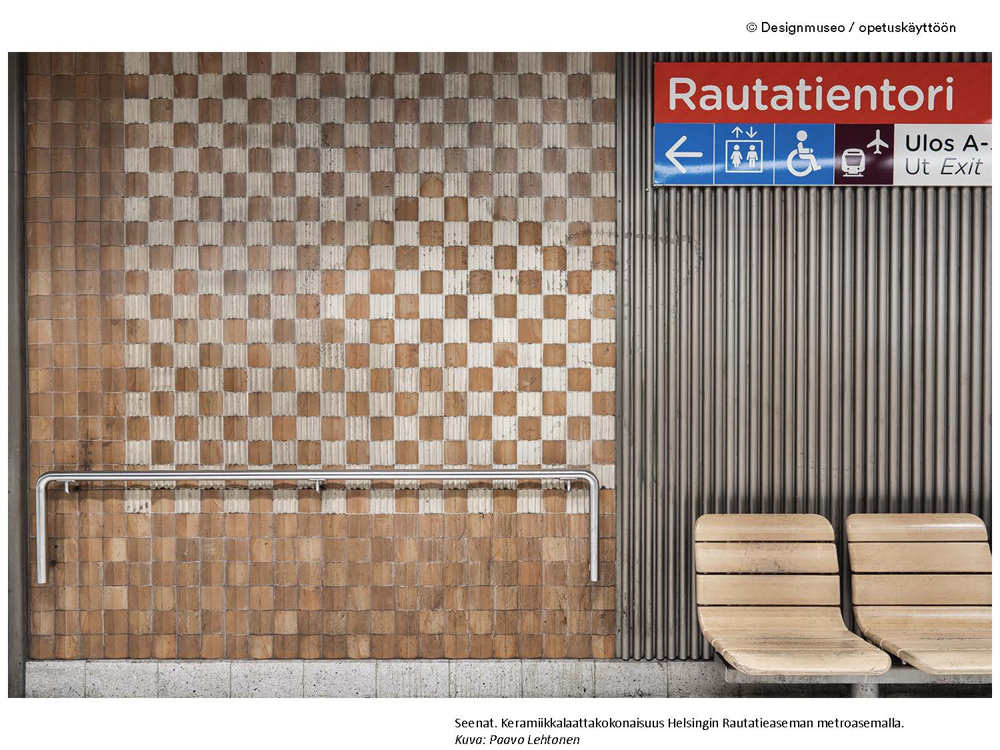 © Designmuseo / opetuskäyttöön
Rautatientori
Ulos A-
Ut Exit
Seenat. Keramiikkalaattakokonaisuus Helsingin Rautatieaseman metroasemalla.
Kuva: Paavo Lehtonen